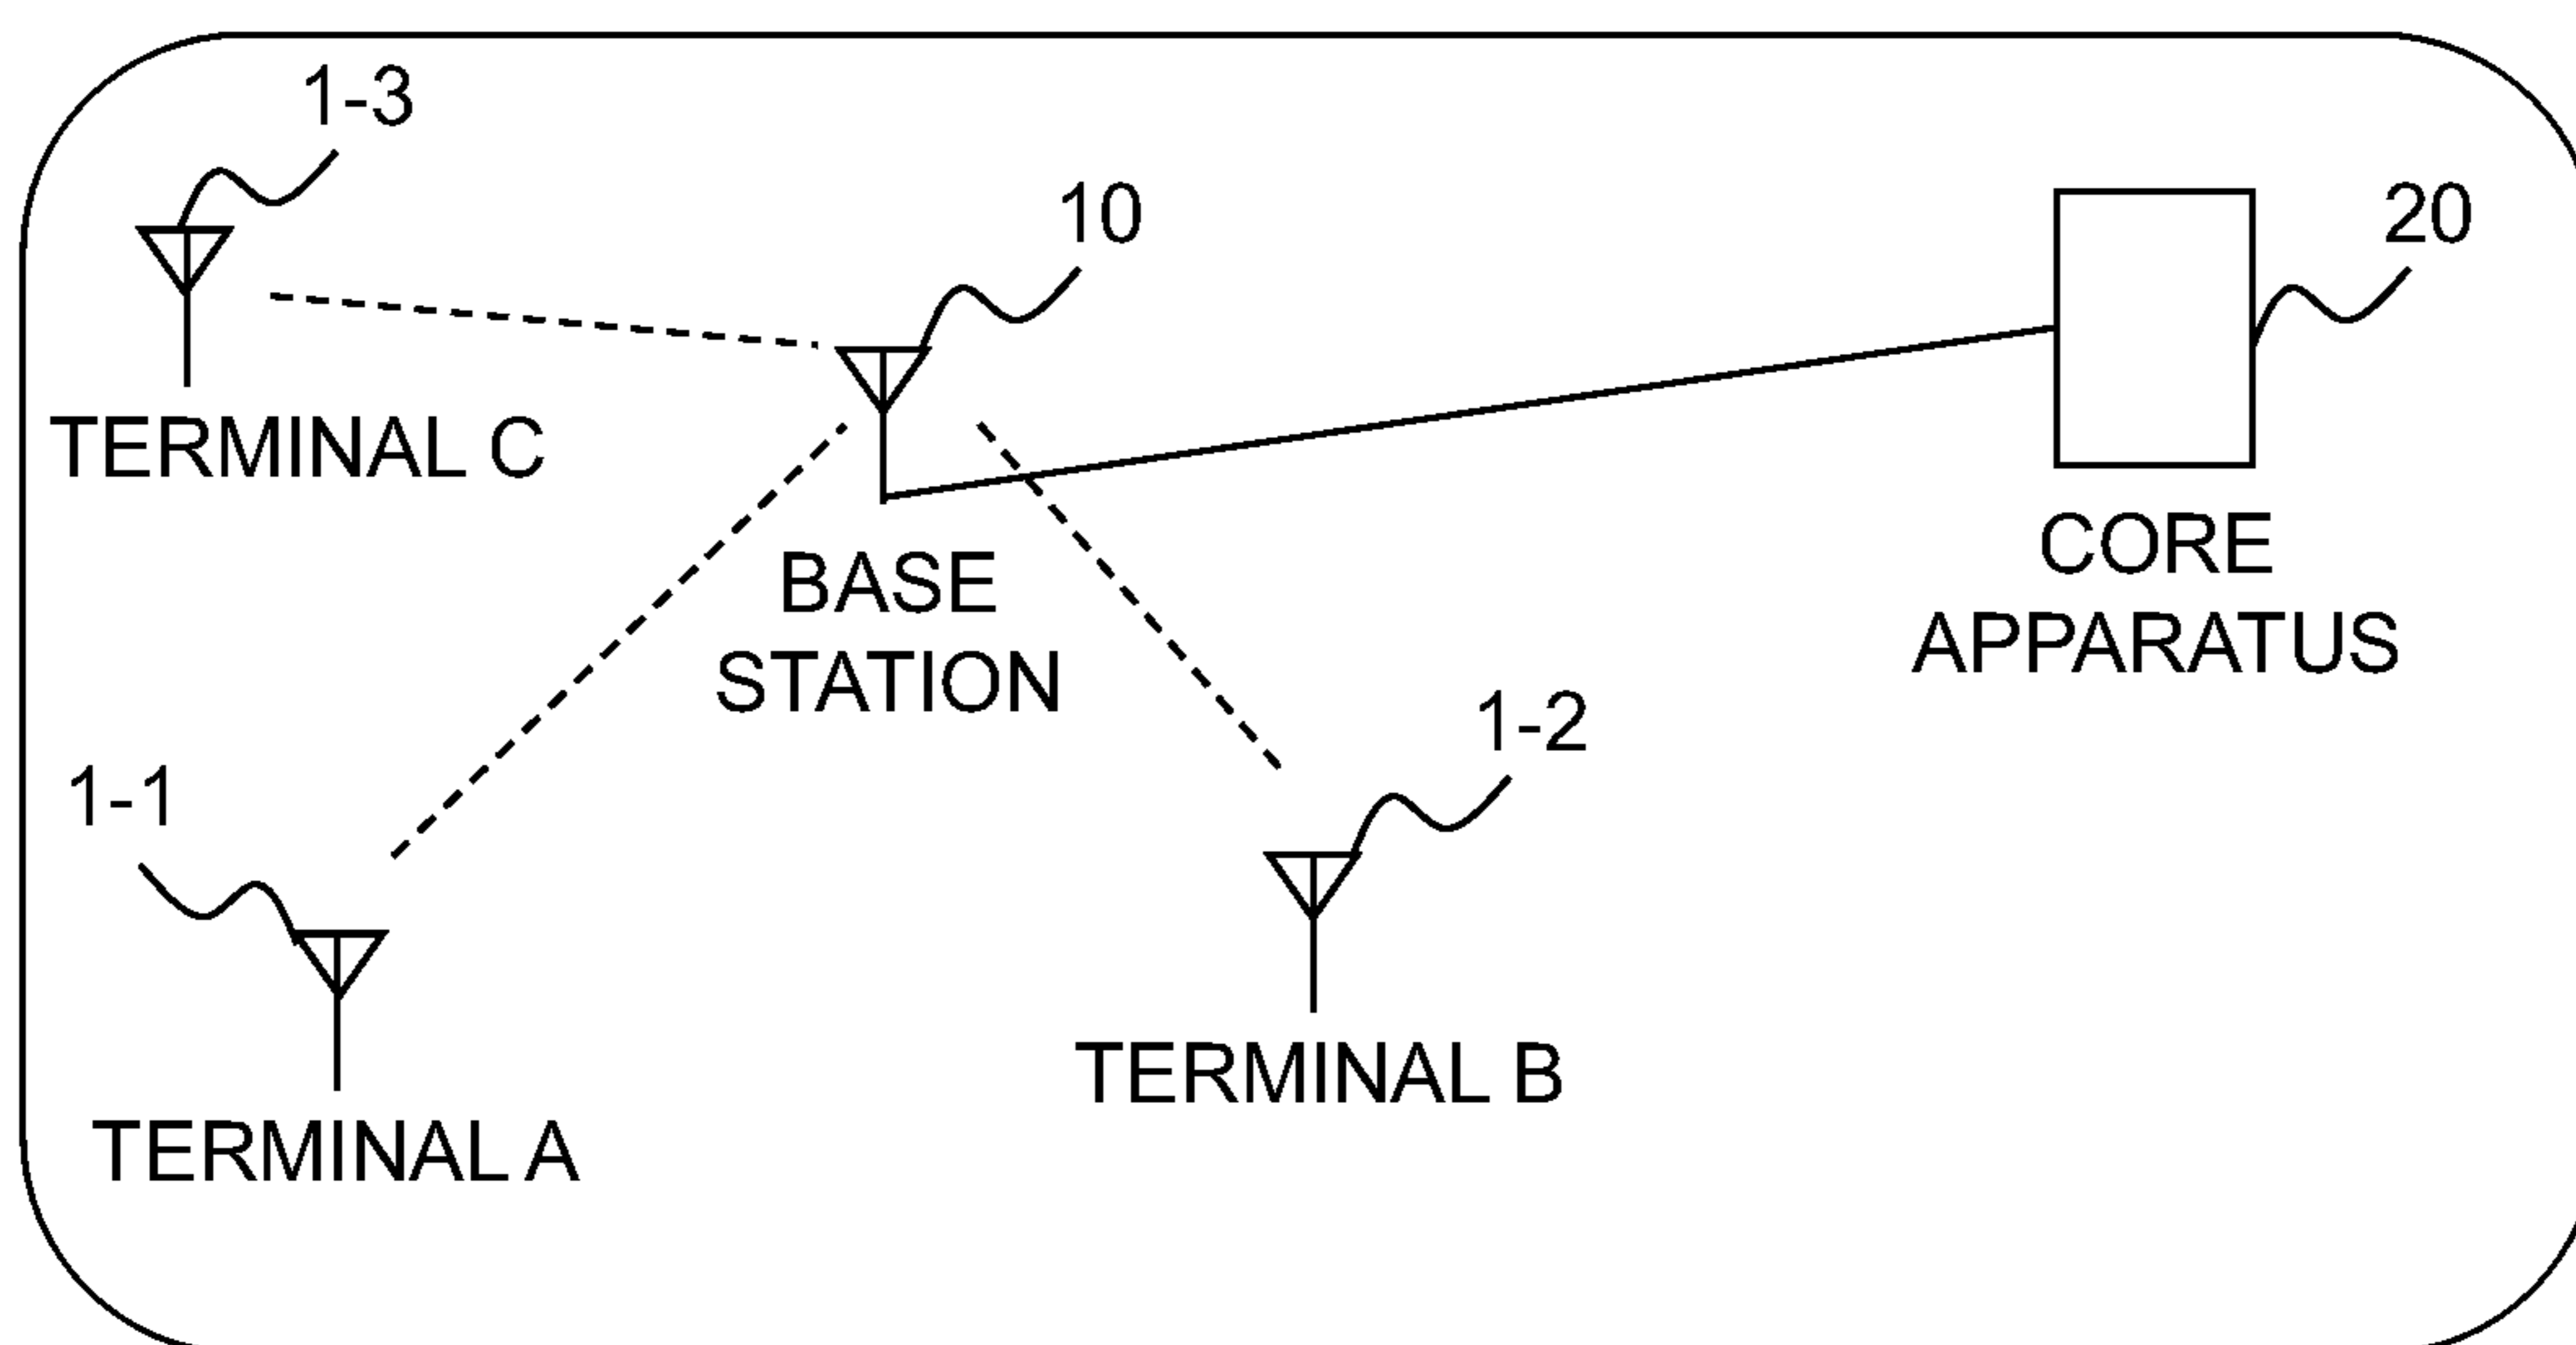 1-3
10
20
TERMINAL C
CORE
APPARATUS
BASE
STATION
1-2
1-1
TERMINAL B
TERMINAL A